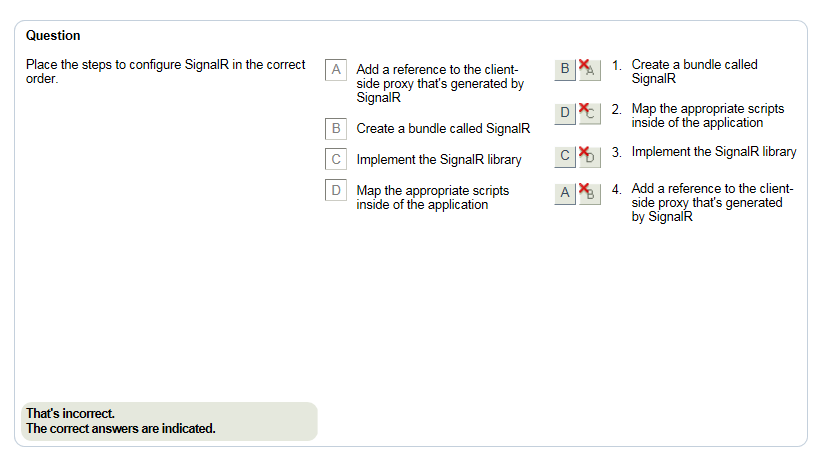 Question
Place the steps to configure SignalR in the correct
order.
A Add a reference to the client-
side proxy that's generated by
SignalR
B Create a bundle called SignalR
C Implement the SignalR library
D Map the appropriate scripts
inside of the application
B A 1. Create a bundle called
SignalR
D C 2. Map the appropriate scripts
inside of the application
C D 3. Implement the SignalR library
A B 4. Add a reference to the client-
side proxy that's generated
by SignalR
That's incorrect.
The correct answers are indicated.